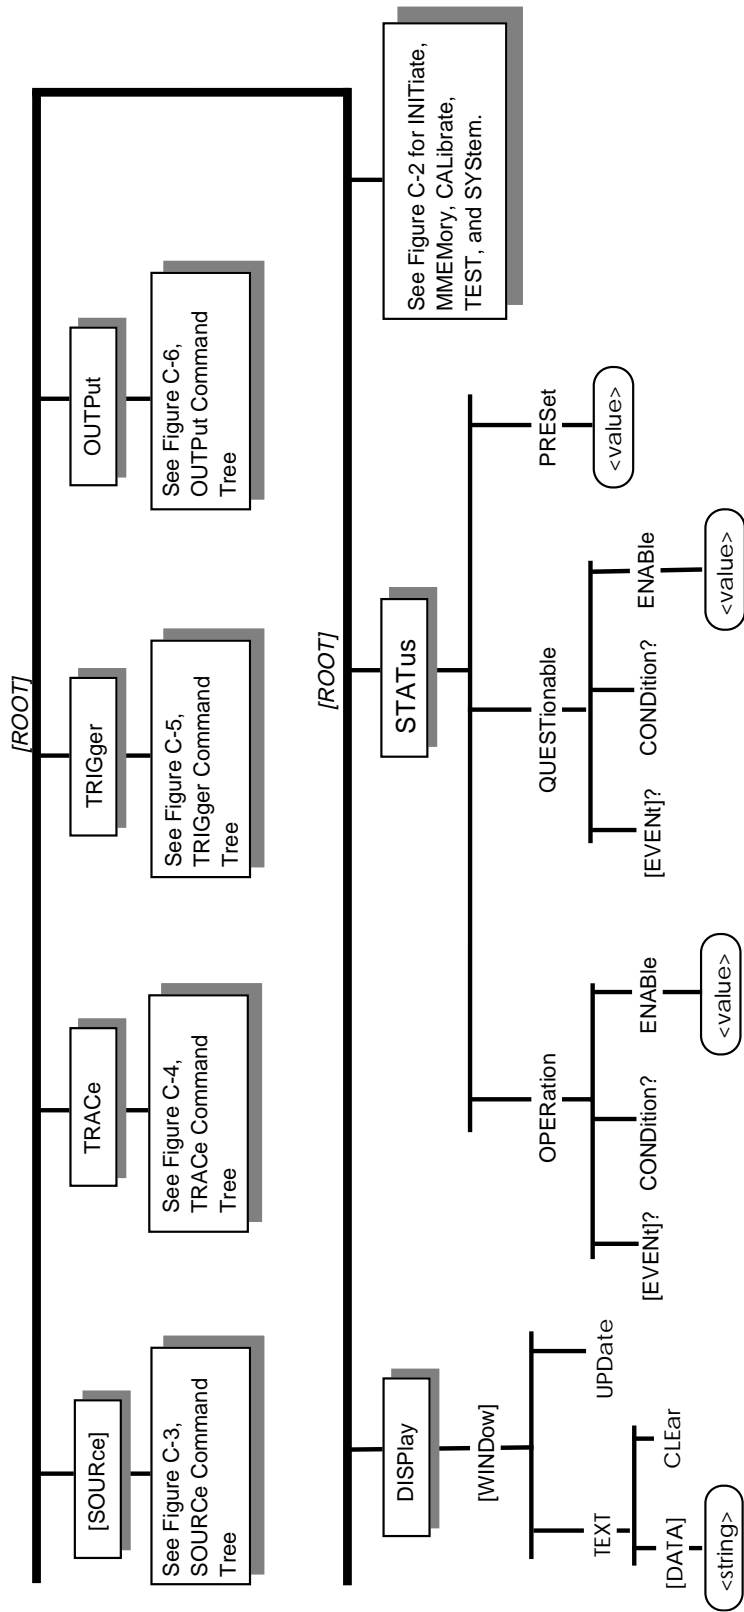 [ROOT]
[SOURce]
TRACe
TRIGger
OUTPut
See Figure C-3,
SOURCe Command
Tree
See Figure C-4,
TRACe Command
Tree
See Figure C-5,
TRIGger Command
Tree
See Figure C-6,
OUTPut Command
Tree
[ROOT]
DISPlay
STATus
See Figure C-2 for INITiate,
MMEMory, CALibrate,
TEST, and SYStem.
[WINDow]
TEXT
UPDate
[DATA]
CLEar
<string>
OPERation
QUEStionable
PRESet
<value>
[EVENt]?
CONDition?
ENABle
<value>
[EVENt]?
CONDition?
ENABle
<value>